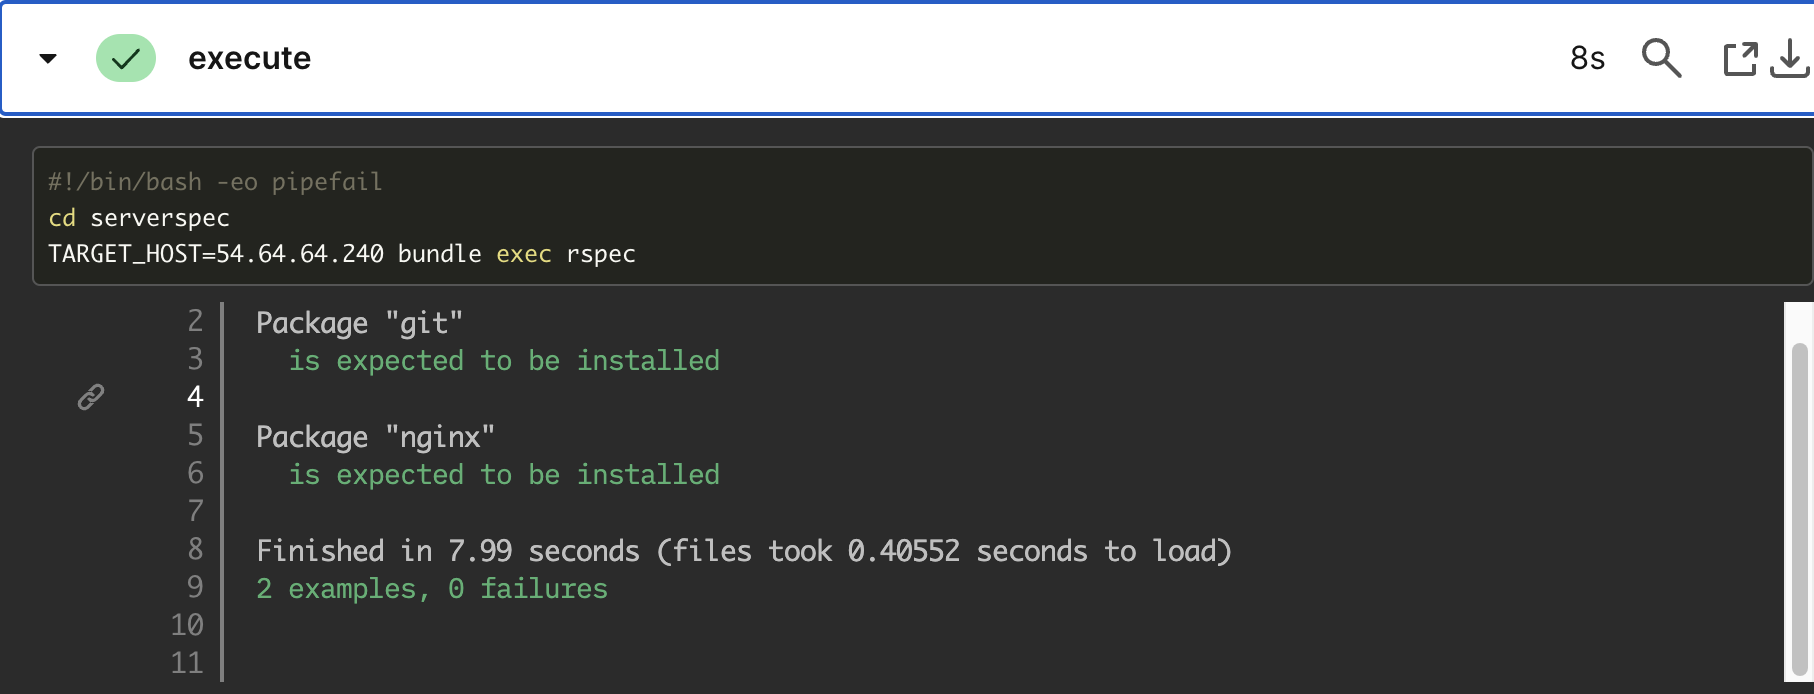 execute
8s
#!/bin/bash -eo pipefail
cd serverspec
TARGET_HOST=54.64.64.240 bundle exec rspec
2 Package "git"
3   is expected to be installed
4
5 Package "nginx"
6   is expected to be installed
7
8 Finished in 7.99 seconds (files took 0.40552 seconds to load)
9 2 examples, 0 failures
10
11